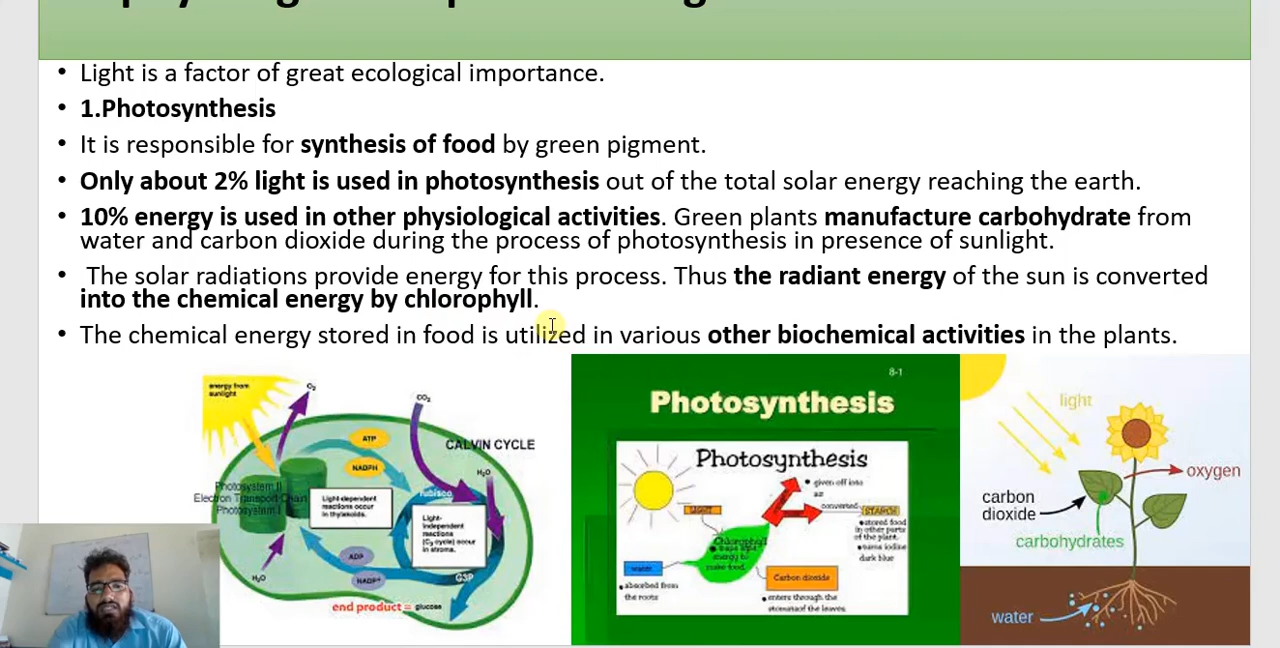 • Light is a factor of great ecological importance.
• 1.Photosynthesis
• It is responsible for synthesis of food by green pigment.
• Only about 2% light is used in photosynthesis out of the total solar energy reaching the earth.
• 10% energy is used in other physiological activities. Green plants manufacture carbohydrate from
water and carbon dioxide during the process of photosynthesis in presence of sunlight.
• The solar radiations provide energy for this process. Thus the radiant energy of the sun is converted
into the chemical energy by chlorophyll.
• The chemical energy stored in food is utilized in various other biochemical activities in the plants.
energy from
sunlight
O₂
CO₂
ATP
CALVIN CYCLE
NADPH
H₂O
Photosystem II
Electron Transport Chain
Photosystem I
Light-dependent
reactions occur
in thylakoids.
rubisco
Light-
independent
reactions
(C₃ cycle) occur
in stroma.
ADP
NADP⁺
H₂O
G3P
end product = glucose
8-1
Photosynthesis
Photosynthesis
• given off into
air
LIGHT
converted
STARCH
• stored food
in other parts
of the plant.
• turns iodine
dark blue
Chlorophyll
• traps light
energy to
make food.
water
• absorbed from
the roots
Carbon dioxide
• enters through the
stomata of the leaves
light
oxygen
carbon
dioxide
carbohydrates
water